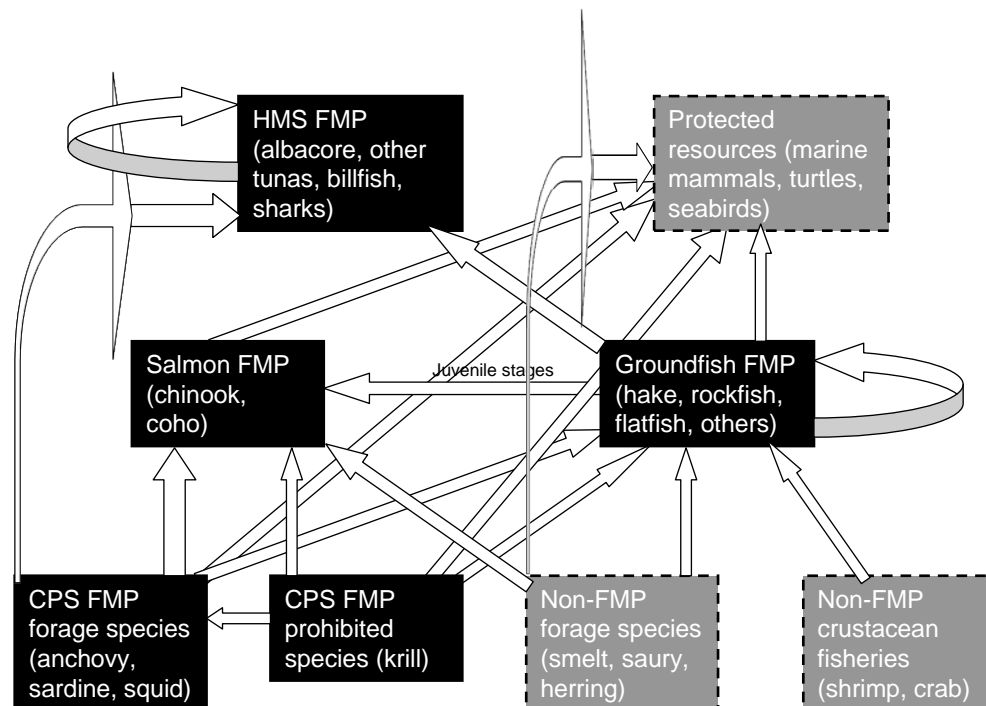 HMS FMP
(albacore, other
tunas, billfish,
sharks)
Protected
resources (marine
mammals, turtles,
seabirds)
Salmon FMP
(chinook,
coho)
Juvenile stages
Groundfish FMP
(hake, rockfish,
flatfish, others)
CPS FMP
forage species
(anchovy,
sardine, squid)
CPS FMP
prohibited
species (krill)
Non-FMP
forage species
(smelt, saury,
herring)
Non-FMP
crustacean
fisheries
(shrimp, crab)